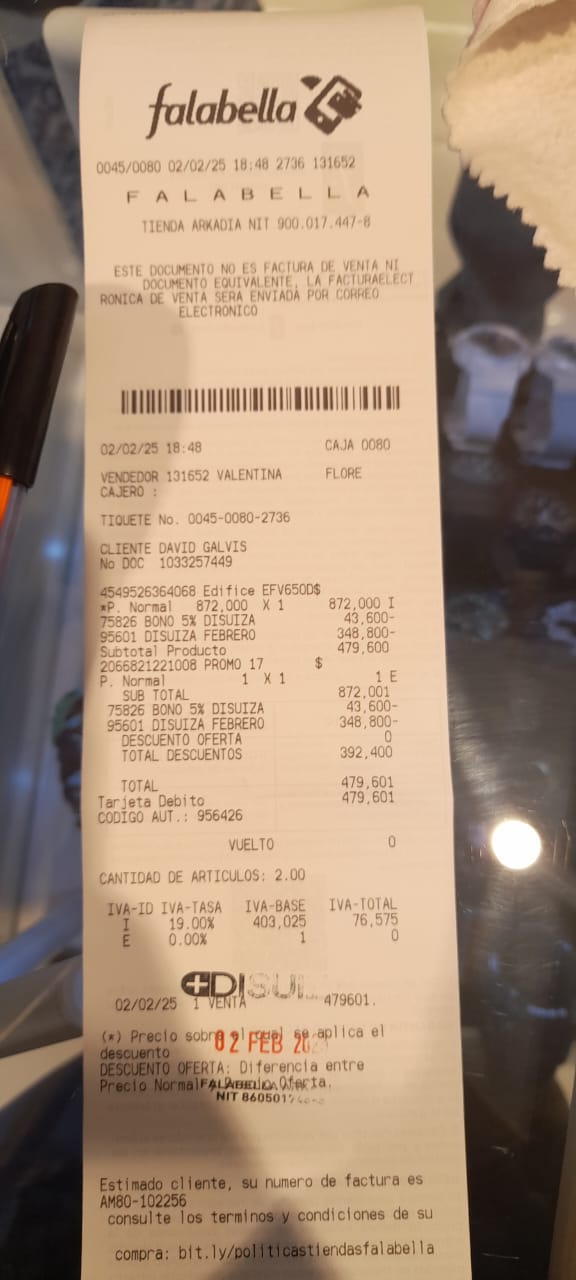 falabella
0045/0080 02/02/25 18:48 2736 131652
F A L A B E L L A
TIENDA ARKADIA NIT 900.017.447-8
ESTE DOCUMENTO NO ES FACTURA DE VENTA NI
DOCUMENTO EQUIVALENTE, LA FACTURAELECT
RONICA DE VENTA SERA ENVIADA POR CORREO
ELECTRONICO
02/02/25 18:48 CAJA 0080
VENDEDOR 131652 VALENTINA FLORE
CAJERO :
TIQUETE No. 0045-0080-2736
CLIENTE DAVID GALVIS
No DOC 1033257449
4549526364068 Edifice EFV650D$
*P. Normal 872,000 X 1 872,000 I
75826 BONO 5% DISUIZA 43,600-
95601 DISUIZA FEBRERO 348,800-
Subtotal Producto 479,600
2066821221008 PROMO 17 $
P. Normal 1 X 1 1 E
SUB TOTAL 872,001
75826 BONO 5% DISUIZA 43,600-
95601 DISUIZA FEBRERO 348,800-
DESCUENTO OFERTA 0
TOTAL DESCUENTOS 392,400
TOTAL 479,601
Tarjeta Debito 479,601
CODIGO AUT.: 956426
VUELTO 0
CANTIDAD DE ARTICULOS: 2.00
IVA-ID IVA-TASA IVA-BASE IVA-TOTAL
I 19.00% 403,025 76,575
E 0.00% 1 0
02/02/25 1 VENTA 479601.
(*) Precio sobre el cual se aplica el
02 FEB
descuento
DESCUENTO OFERTA: Diferencia entre
Precio Normal Oferta.
FALABELLA
NIT
Estimado cliente, su numero de factura es
AM80-102256
consulte los terminos y condiciones de su
compra: bit.ly/politicastiendasfalabella